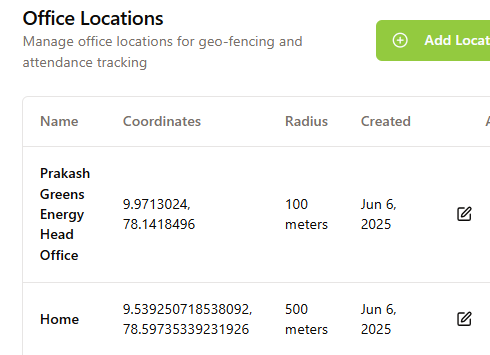 Office Locations
Manage office locations for geo-fencing and
attendance tracking
Add Locat
Name Coordinates Radius Created A
Prakash
Greens
Energy
Head
Office
9.9713024,
78.1418496
100
meters
Jun 6,
2025
Home
9.539250718538092,
78.59735339231926
500
meters
Jun 6,
2025